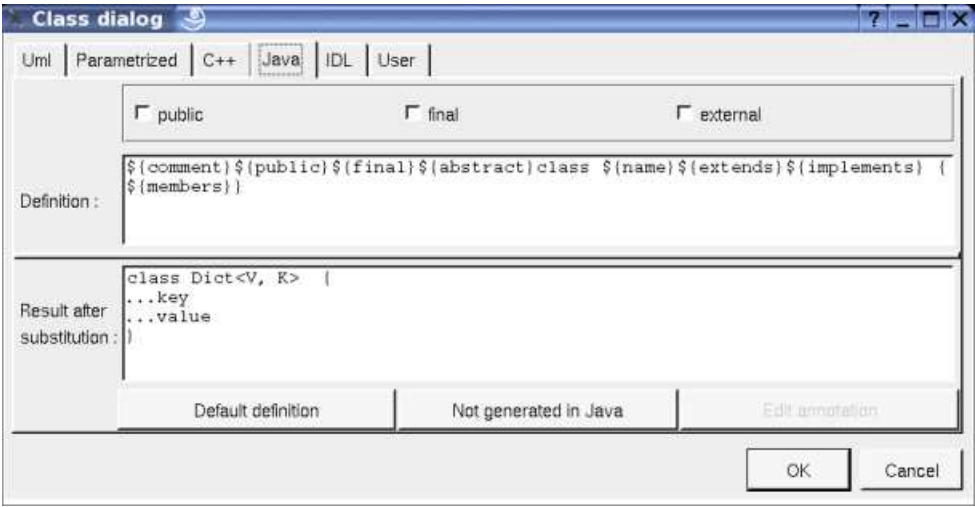 Class dialog
?
Uml Parametrized C++ Java IDL User
public final external
Definition :
${comment}${public}${final}${abstract}class ${name}${extends}${implements} {
${members}}
Result after
substitution :
class Dict<V, K>  {
...key
...value
}
Default definition Not generated in Java Edit annotation
OK Cancel